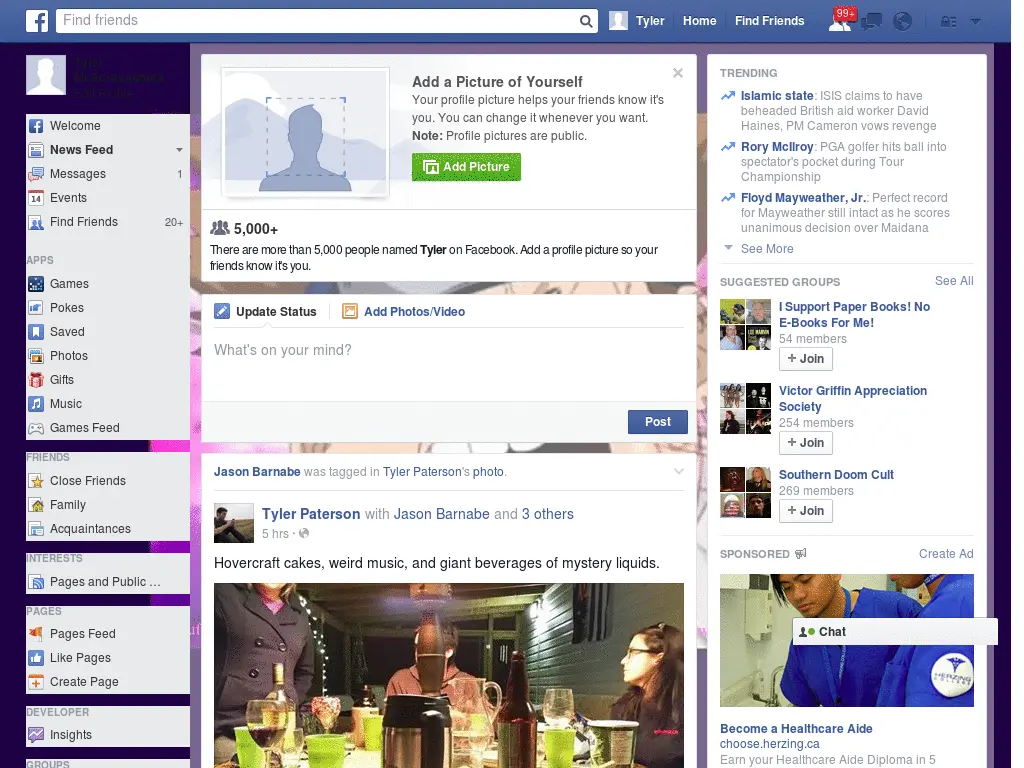 Find friends
Tyler
Home
Find Friends
99+
Welcome
News Feed
Messages
1
14
Events
Find Friends
20+
APPS
Games
Pokes
Saved
Photos
Gifts
Music
Games Feed
FRIENDS
Close Friends
Family
Acquaintances
INTERESTS
Pages and Public ...
PAGES
Pages Feed
Like Pages
Create Page
DEVELOPER
Insights
GROUPS
Add a Picture of Yourself
Your profile picture helps your friends know it's
you. You can change it whenever you want.
Note: Profile pictures are public.
Add Picture
5,000+
There are more than 5,000 people named Tyler on Facebook. Add a profile picture so your
friends know it's you.
Update Status
Add Photos/Video
What's on your mind?
Post
Jason Barnabe was tagged in Tyler Paterson's photo.
Tyler Paterson with Jason Barnabe and 3 others
5 hrs ·
Hovercraft cakes, weird music, and giant beverages of mystery liquids.
TRENDING
Islamic state: ISIS claims to have
beheaded British aid worker David
Haines, PM Cameron vows revenge
Rory McIlroy: PGA golfer hits ball into
spectator's pocket during Tour
Championship
Floyd Mayweather, Jr.: Perfect record
for Mayweather still intact as he scores
unanimous decision over Maidana
See More
SUGGESTED GROUPS
See All
I Support Paper Books! No
E-Books For Me!
54 members
+ Join
Victor Griffin Appreciation
Society
254 members
+ Join
Southern Doom Cult
269 members
+ Join
SPONSORED
Create Ad
Chat
HERZING
COLLEGE
Become a Healthcare Aide
choose.herzing.ca
Earn your Healthcare Aide Diploma in 5